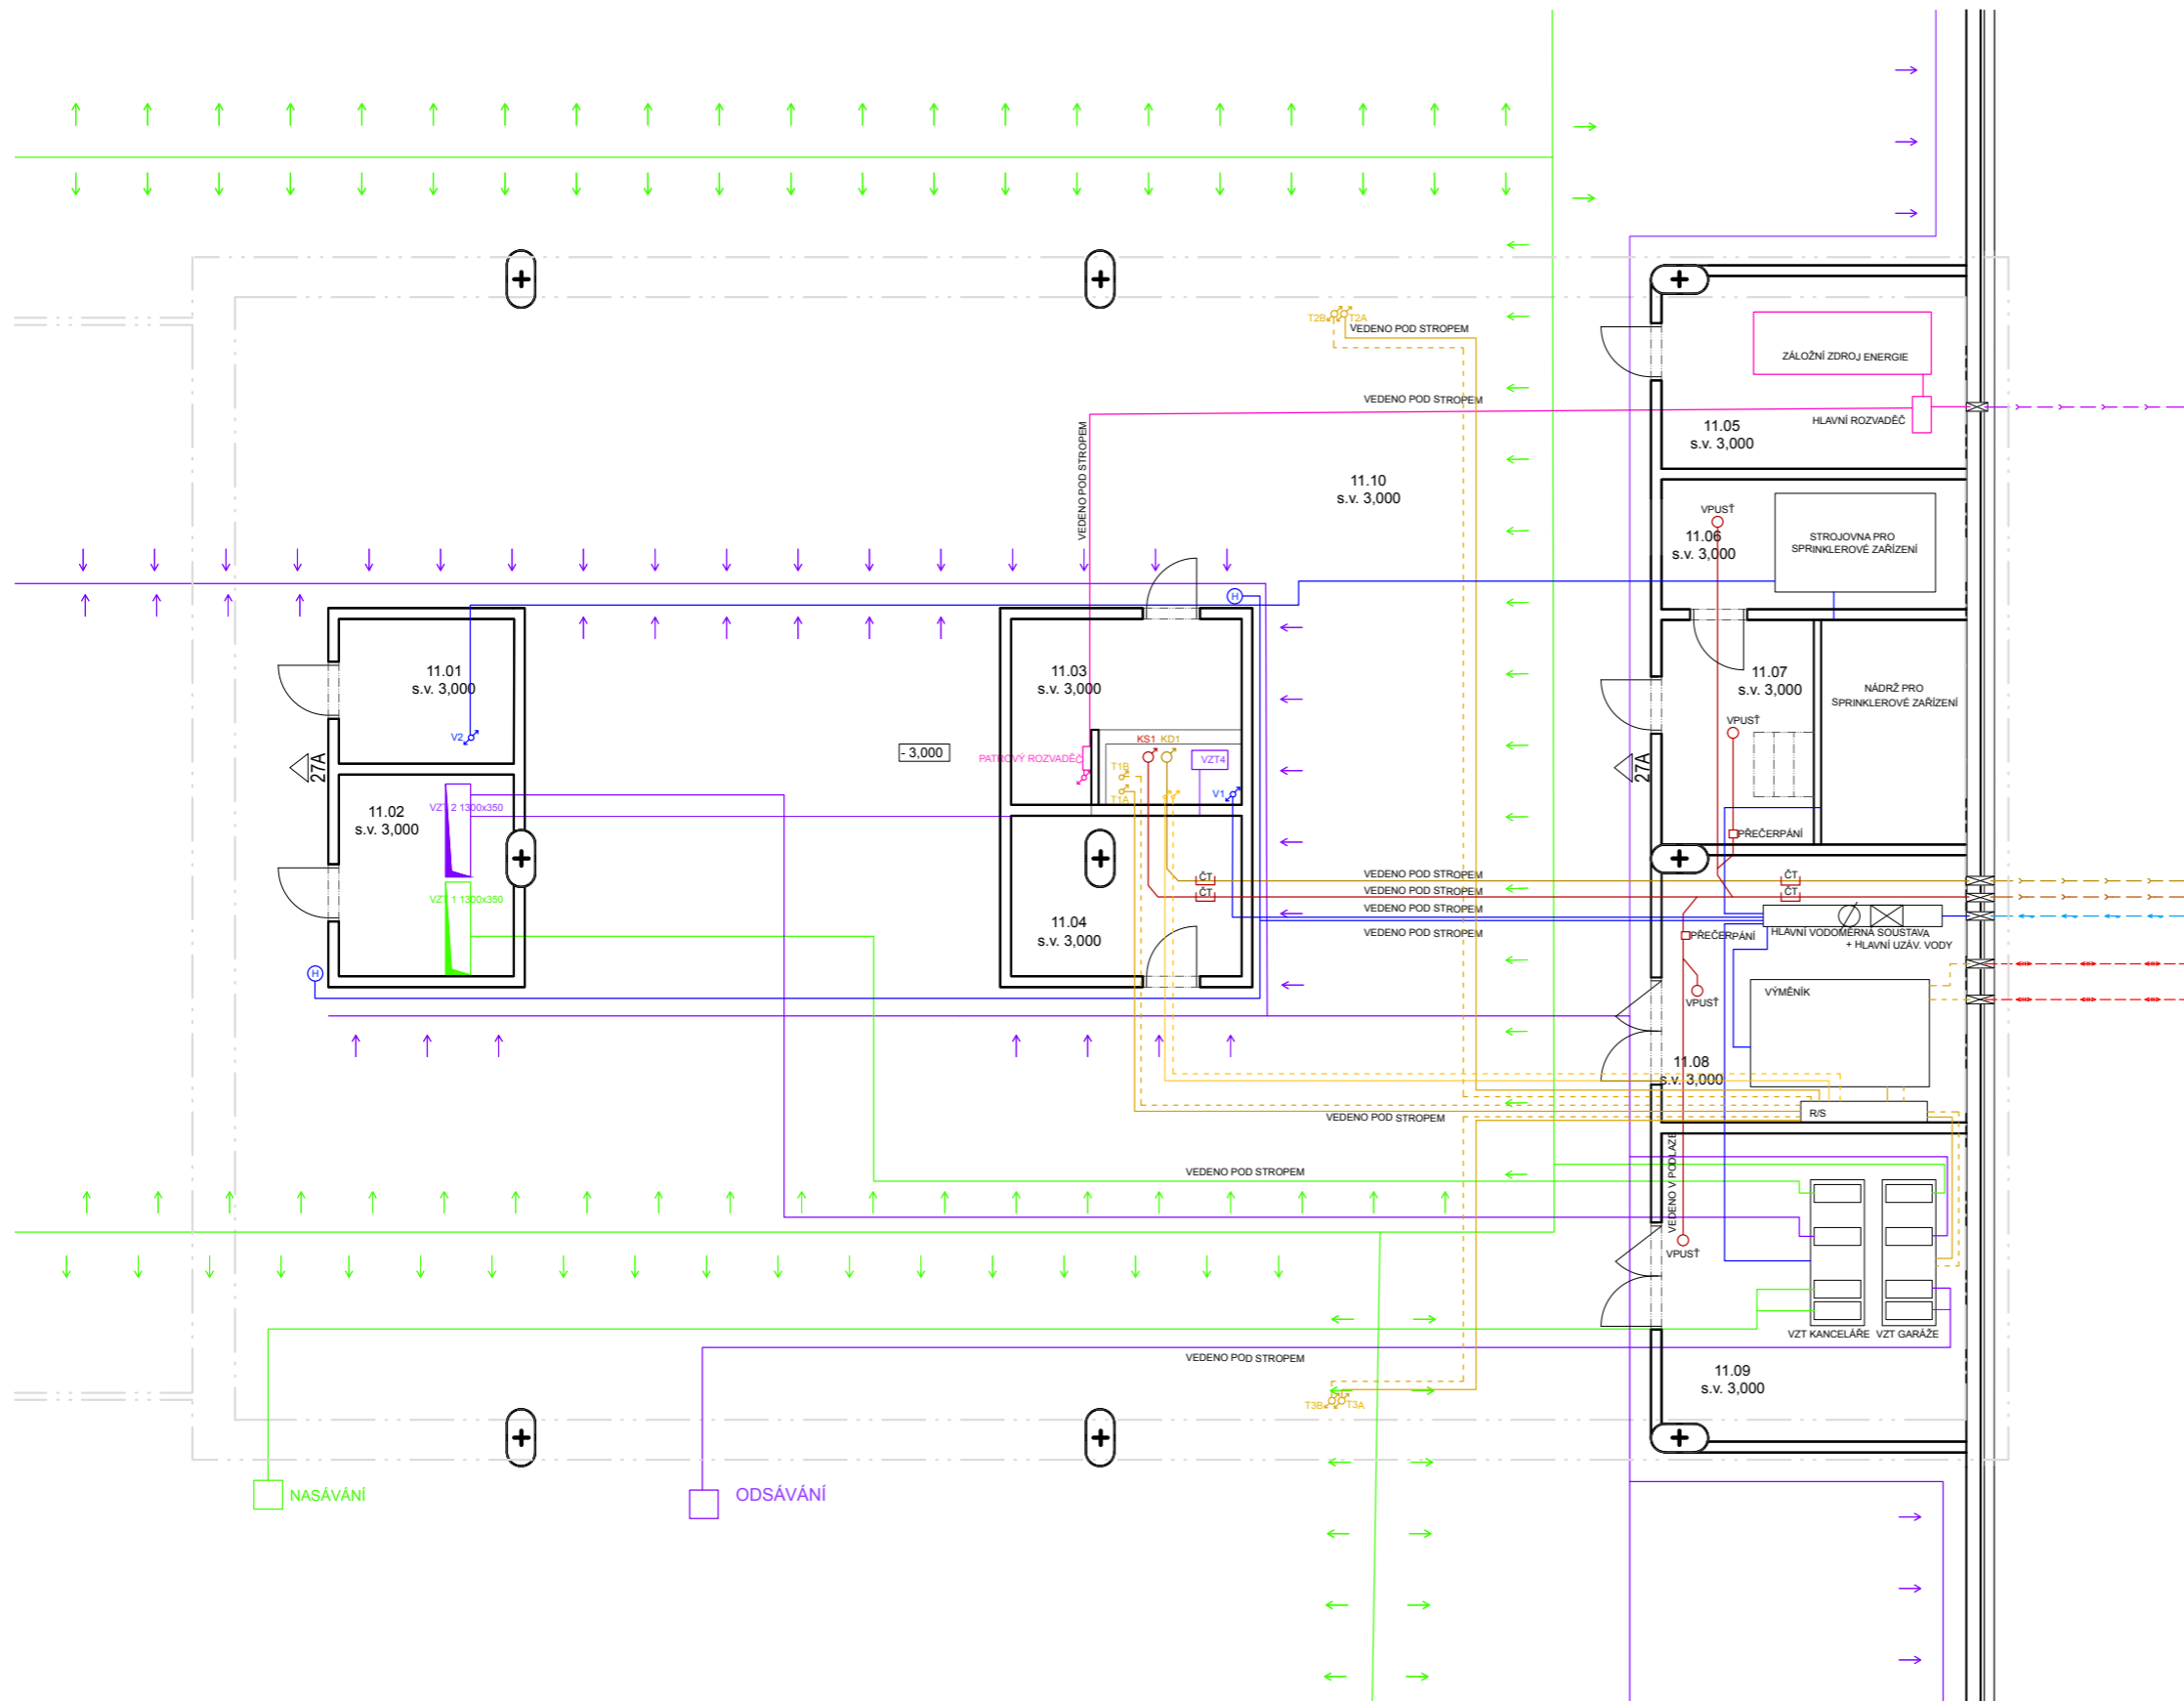 T2B
T2A
VEDENO POD STROPEM
ZÁLOŽNÍ ZDROJ ENERGIE
VEDENO POD STROPEM
HLAVNÍ ROZVADĚČ
11.05
s.v. 3,000
VEDENO POD STROPEM
11.10
s.v. 3,000
VPUSŤ
11.06
s.v. 3,000
STROJOVNA PRO
SPRINKLEROVÉ ZAŘÍZENÍ
H
11.01
s.v. 3,000
11.03
s.v. 3,000
11.07
s.v. 3,000
NÁDRŽ PRO
SPRINKLEROVÉ ZAŘÍZENÍ
V2
VPUSŤ
27A
- 3,000
PATROVÝ ROZVADĚČ
KS1
KD1
T1B
T1A
VZT4
V1
27A
11.02
s.v. 3,000
VZT 2 1300x350
PŘEČERPÁNÍ
VZT 1 1300x350
VEDENO POD STROPEM
ČT
ČT
VEDENO POD STROPEM
ČT
ČT
VEDENO POD STROPEM
11.04
s.v. 3,000
VEDENO POD STROPEM
PŘEČERPÁNÍ
HLAVNÍ VODOMĚRNÁ SOUSTAVA
+ HLAVNÍ UZÁV. VODY
H
VPUSŤ
VÝMĚNÍK
11.08
s.v. 3,000
VEDENO POD STROPEM
R/S
VEDENO POD STROPEM
VEDENO V PODLAZE
VPUSŤ
VZT KANCELÁŘE
VZT GARÁŽE
VEDENO POD STROPEM
11.09
s.v. 3,000
T3B
T3A
NASÁVÁNÍ
ODSÁVÁNÍ